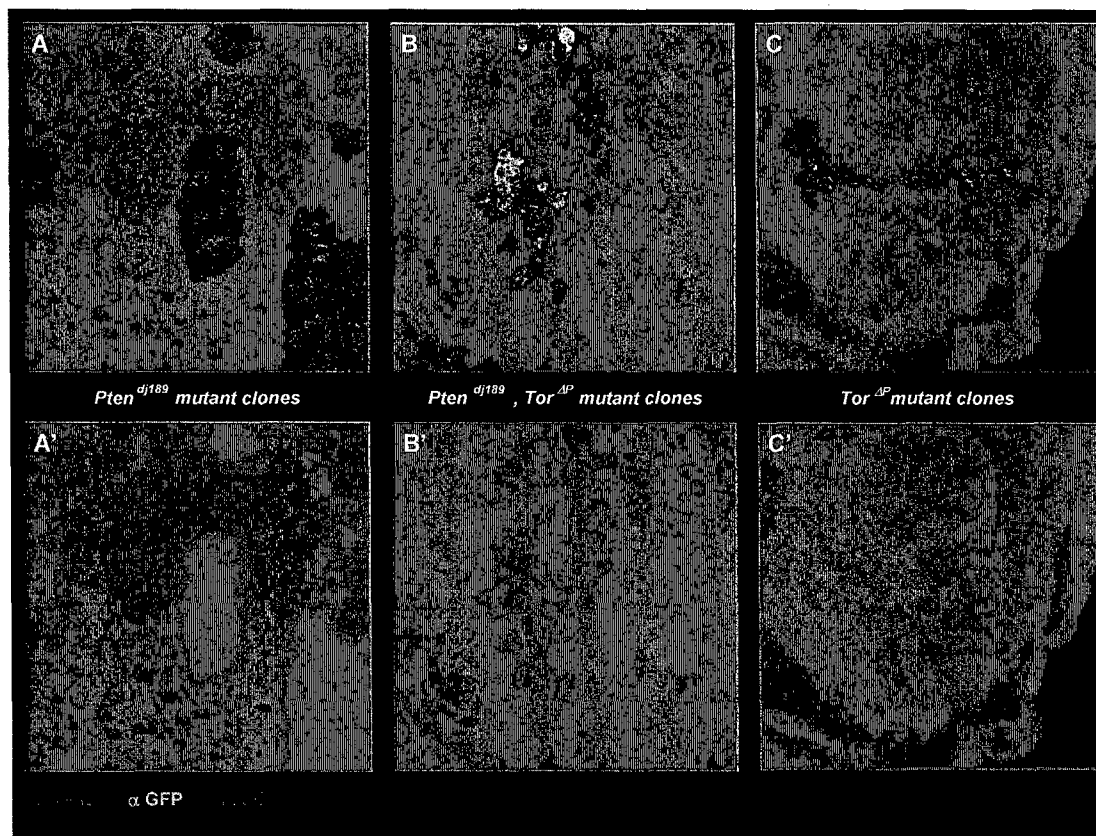 A
B
C
Pten dj189 mutant clones
Pten dj189 , Tor ΔP mutant clones
Tor ΔP mutant clones
A'
B'
C'
α GFP